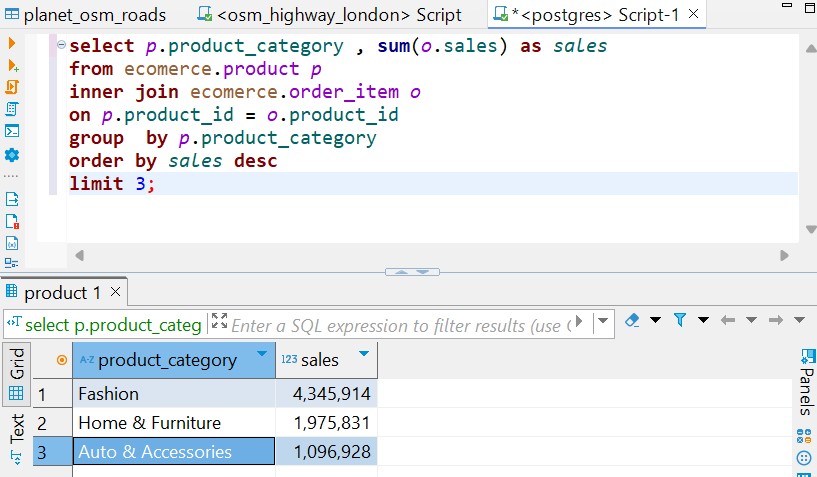 planet_osm_roads <osm_highway_london> Script *<postgres> Script-1
select p.product_category , sum(o.sales) as sales
from ecomerce.product p
inner join ecomerce.order_item o
on p.product_id = o.product_id
group  by p.product_category
order by sales desc
limit 3;
product 1
select p.product_categ Enter a SQL expression to filter results (use C
Grid
Text
Panels
A-Z product_category 123 sales
1 Fashion 4,345,914
2 Home & Furniture 1,975,831
3 Auto & Accessories 1,096,928